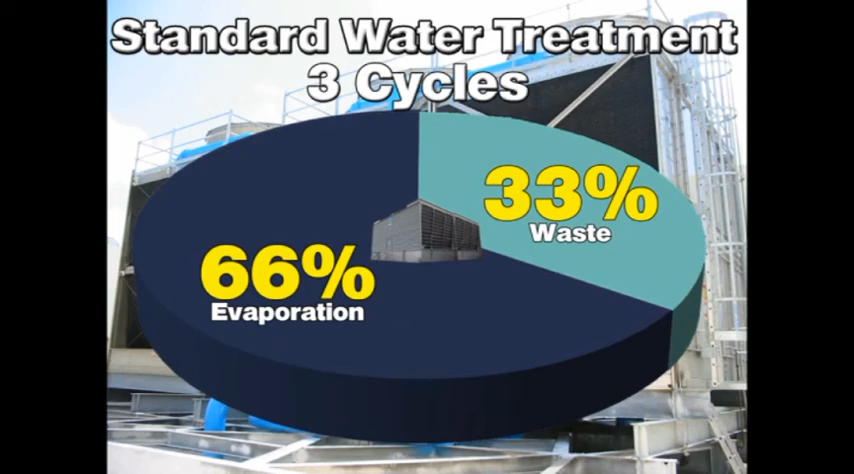 Standard Water Treatment
3 Cycles
33%
Waste
66%
Evaporation